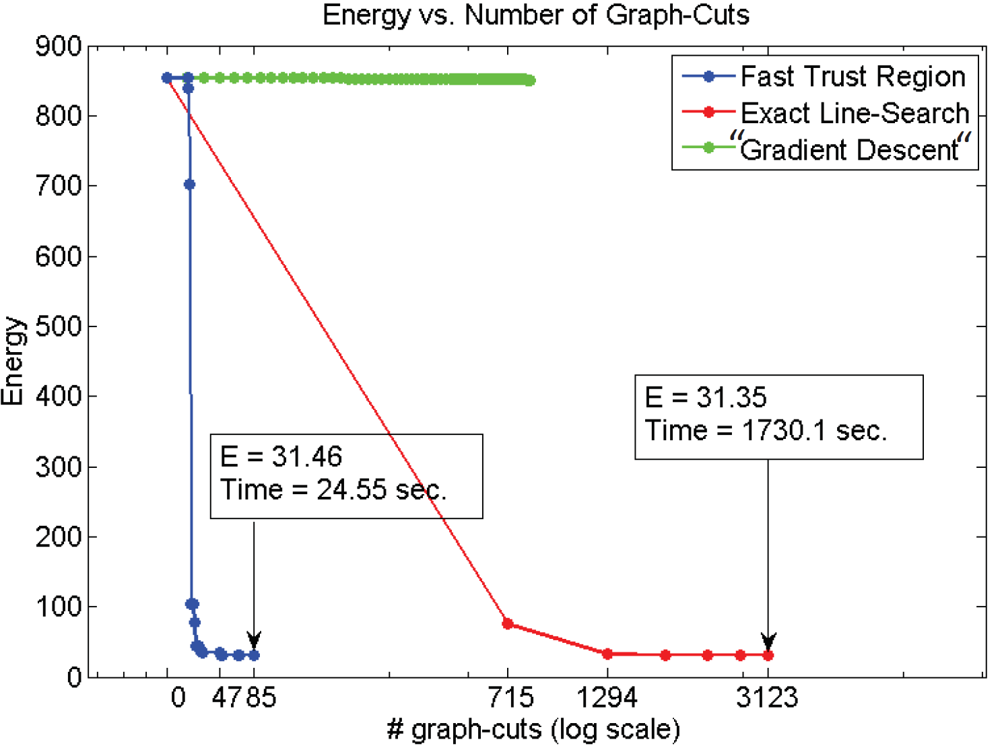 Energy vs. Number of Graph-Cuts
900
800
700
600
500
400
300
200
100
0
Energy
Fast Trust Region
Exact Line-Search
“Gradient Descent“
E = 31.35
Time = 1730.1 sec.
E = 31.46
Time = 24.55 sec.
0 47 85 715 1294 3123
# graph-cuts (log scale)